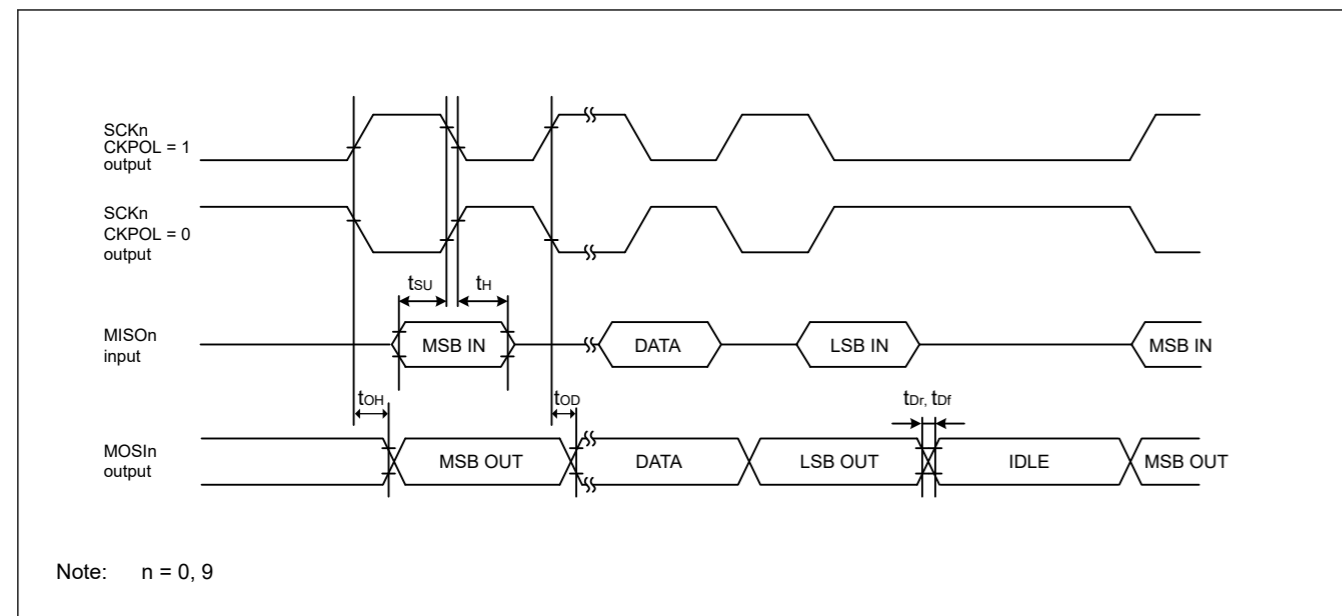 SCKn
CKPOL = 1
output
SCKn
CKPOL = 0
output
tSU
tH
MISOn
input
MSB IN
DATA
LSB IN
MSB IN
tOH
tOD
tDr, tDf
MOSIn
output
MSB OUT
DATA
LSB OUT
IDLE
MSB OUT
Note: n = 0, 9